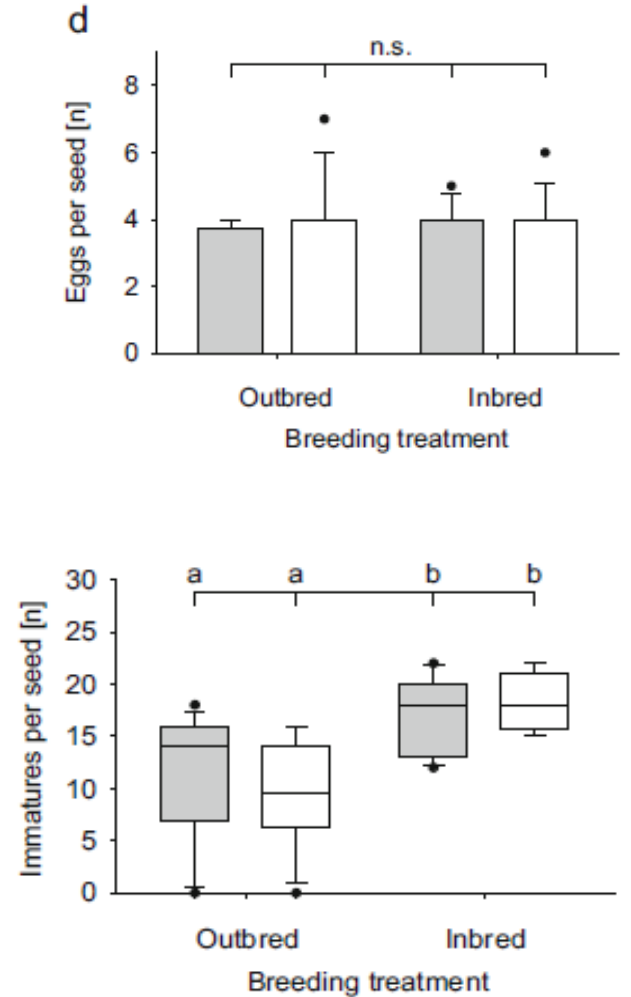 d
n.s.
Eggs per seed [n]
8
6
4
2
0
Outbred Inbred
Breeding treatment
a a b b
Immatures per seed [n]
30
25
20
15
10
5
0
Outbred Inbred
Breeding treatment